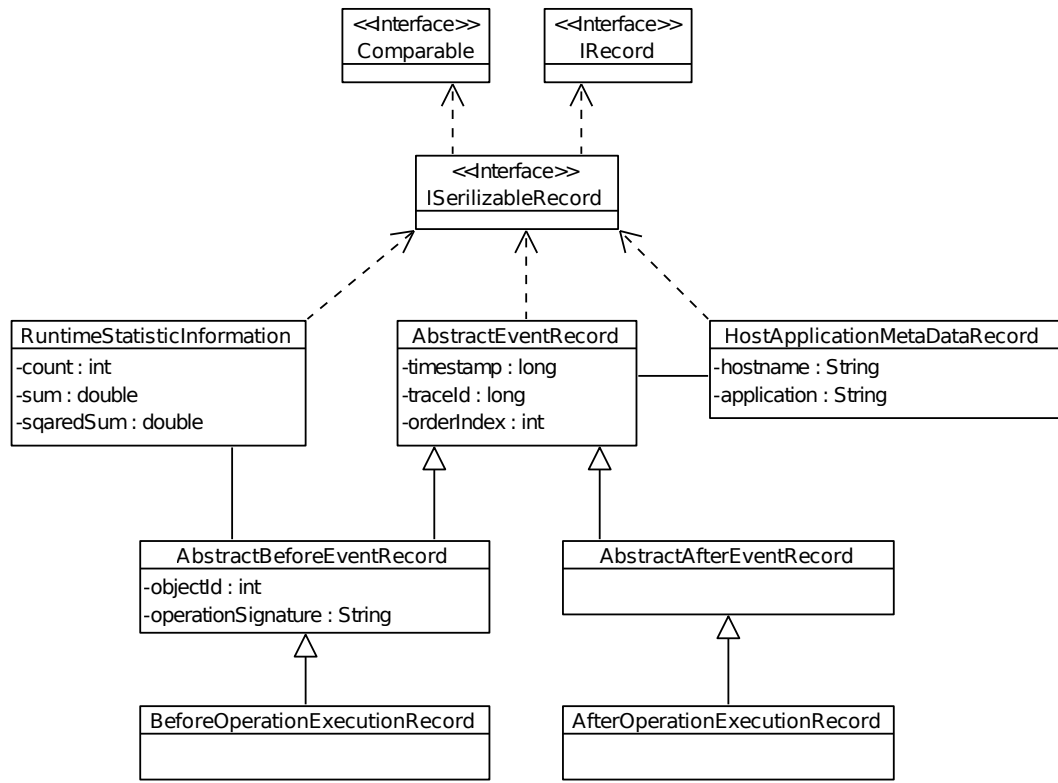 <<Interface>>
Comparable
<<Interface>>
IRecord
<<Interface>>
ISerilizableRecord
RuntimeStatisticInformation
-count : int
-sum : double
-sqaredSum : double
AbstractEventRecord
-timestamp : long
-traceId : long
-orderIndex : int
HostApplicationMetaDataRecord
-hostname : String
-application : String
AbstractBeforeEventRecord
-objectId : int
-operationSignature : String
AbstractAfterEventRecord
BeforeOperationExecutionRecord
AfterOperationExecutionRecord